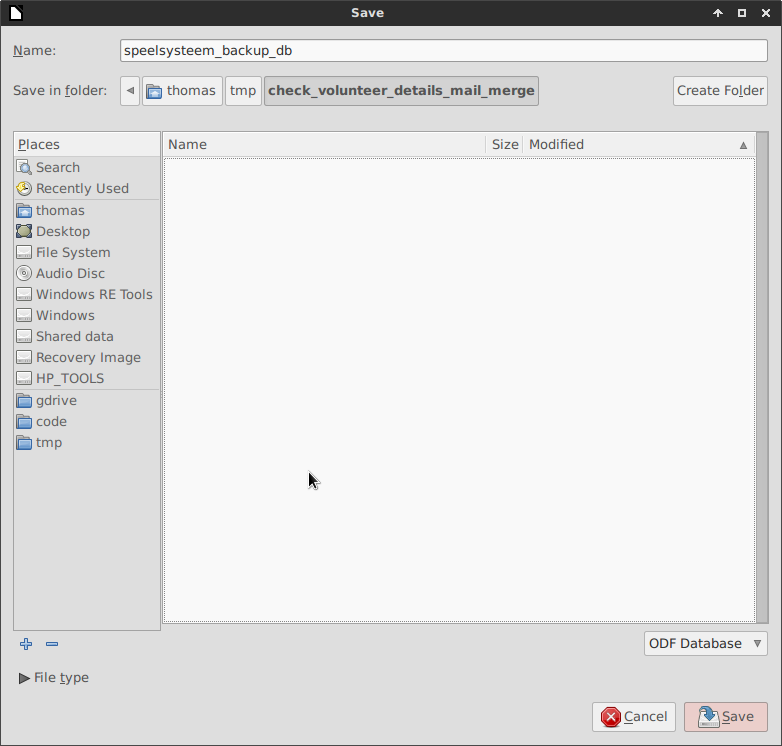 Save
Name: speelsysteem_backup_db
Save in folder: thomas tmp check_volunteer_details_mail_merge Create Folder
Places Name Size Modified
Search
Recently Used
thomas
Desktop
File System
Audio Disc
Windows RE Tools
Windows
Shared data
Recovery Image
HP_TOOLS
gdrive
code
tmp
ODF Database
File type
Cancel Save